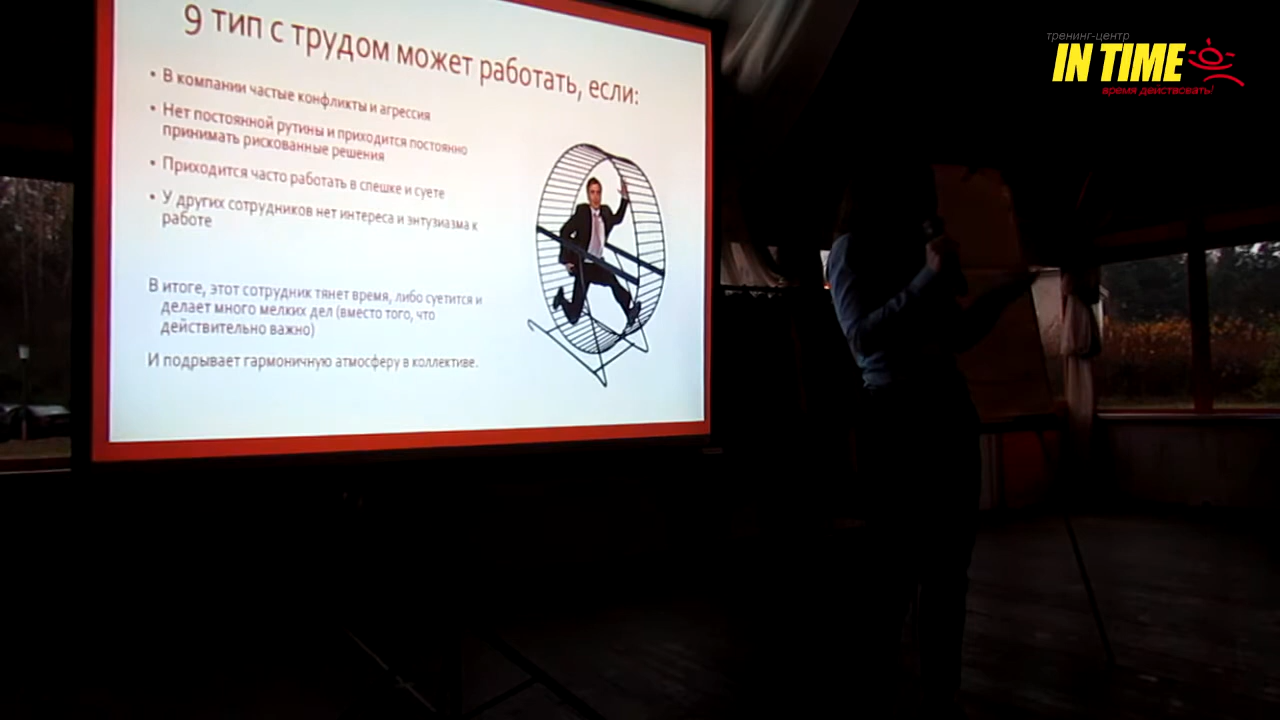 9 тип с трудом может работать, если:
• В компании частые конфликты и агрессия
• Нет постоянной рутины и приходится постоянно
принимать рискованные решения
• Приходится часто работать в спешке и суете
• У других сотрудников нет интереса и энтузиазма к
работе
В итоге, этот сотрудник тянет время, либо суетится и
делает много мелких дел (вместо того, что
действительно важно)
И подрывает гармоничную атмосферу в коллективе.
тренинг-центр
IN TIME
время действовать!